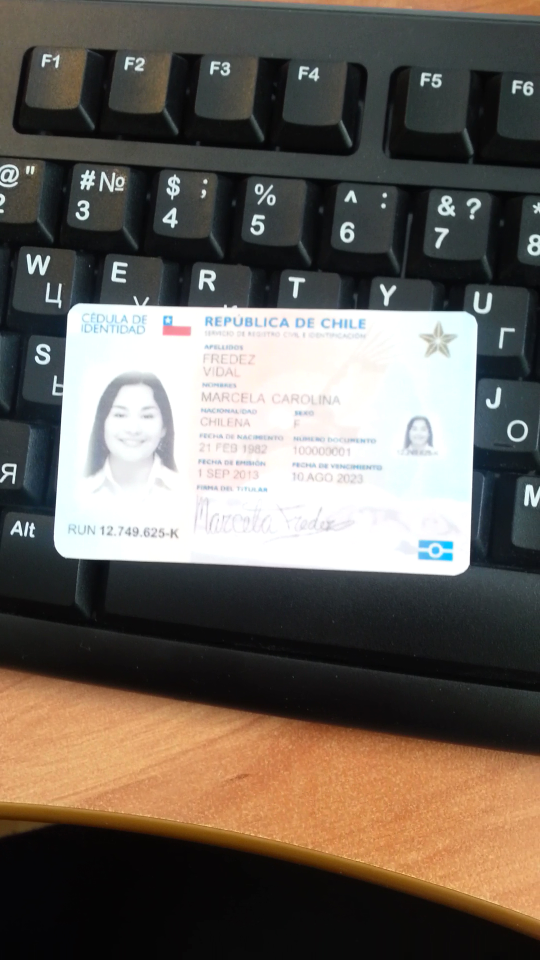 F1 F2 F3 F4 F5 F6
@ " 2 # № 3 $ ; 4 % 5 ^ : 6 & ? 7 * 8
W Ц E R T Y U Г
CÉDULA DE
IDENTIDAD
REPÚBLICA DE CHILE
SERVICIO DE REGISTRO CIVIL E IDENTIFICACIÓN
APELLIDOS
FREDEZ
VIDAL
NOMBRES
MARCELA CAROLINA
NACIONALIDAD SEXO
CHILENA F
FECHA DE NACIMIENTO NÚMERO DOCUMENTO
21 FEB 1982 100000001
FECHA DE EMISIÓN FECHA DE VENCIMIENTO
1 SEP 2013 10 AGO 2023
FIRMA DEL TITULAR
Marcella Fredez
RUN 12.749.625-K
S Ы J О
Я M
Alt